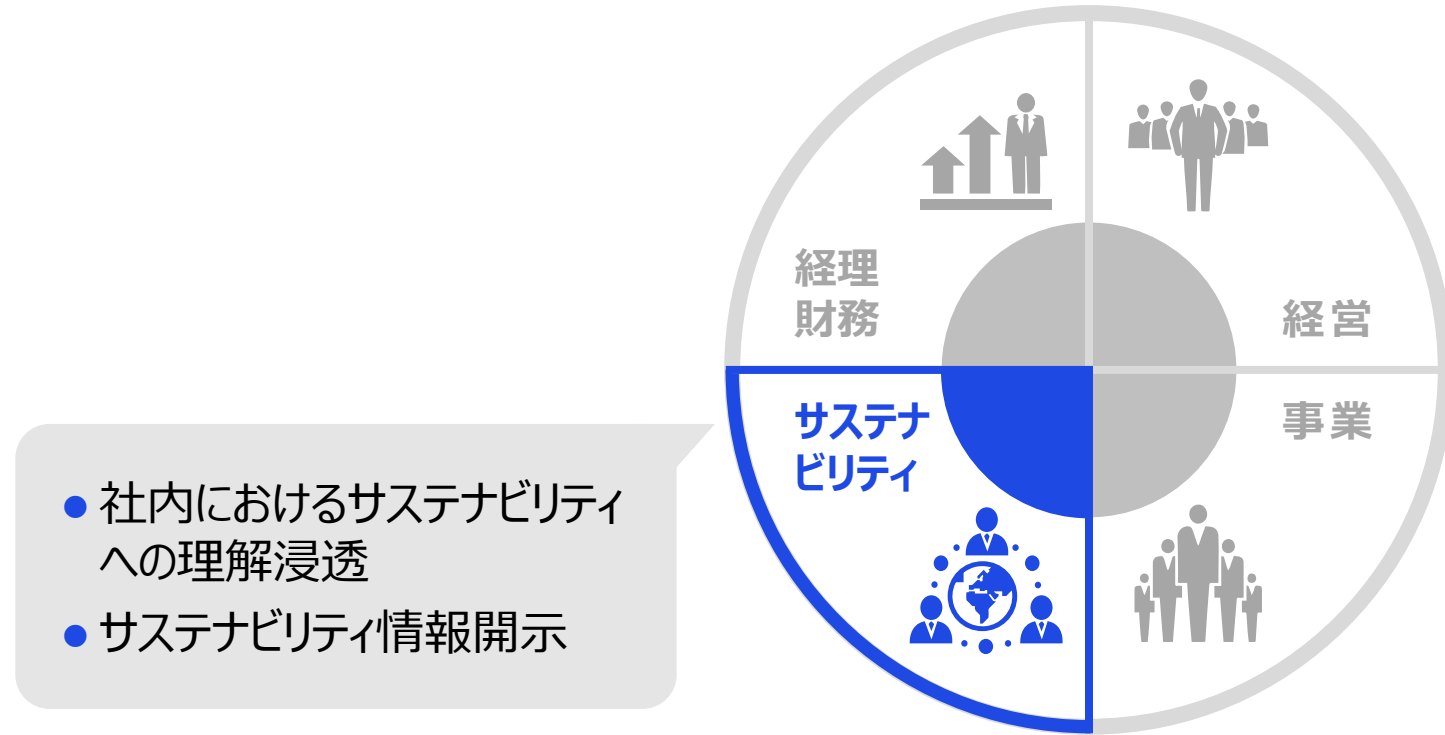 経理
財務
経営
サステナ
ビリティ
事業
● 社内におけるサステナビリティ
への理解浸透
● サステナビリティ情報開示